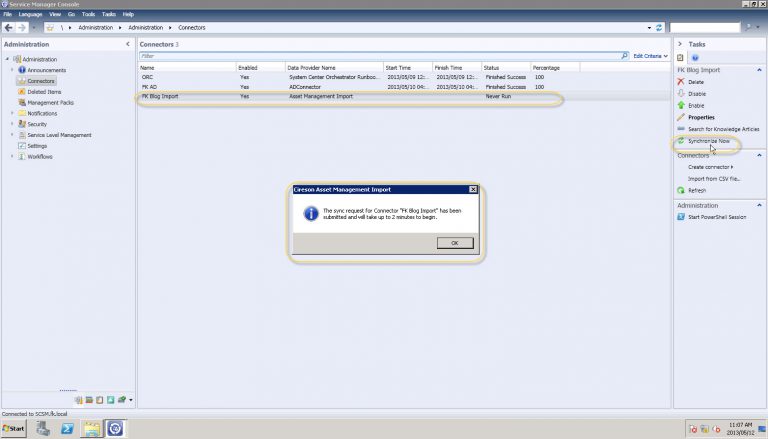 Service Manager Console
File Language View Go Tools Tasks Help
\ Administration Administration Connectors
Administration
Administration
Announcements
Connectors
Deleted Items
Management Packs
Notifications
Security
Service Level Management
Settings
Workflows
Connectors 3
Filter
Edit Criteria
Name Enabled Data Provider Name Start Time Finish Time Status Percentage
ORC Yes System Center Orchestrator Runboo... 2013/05/09 12:... 2013/05/09 12:... Finished Success 100
FK AD Yes ADConnector 2013/05/10 04:... 2013/05/10 04:... Finished Success 100
FK Blog Import Yes Asset Management Import Never Run
Cireson Asset Management Import
The sync request for Connector "FK Blog Import" has been
submitted and will take up to 2 minutes to begin.
OK
Tasks
FK Blog Import
Delete
Disable
Enable
Properties
Search for Knowledge Articles
Synchronize Now
Connectors
Create connector
Import from CSV file...
Refresh
Administration
Start PowerShell Session
Connected to SCSM.fk.local
Start
11:07 AM
2013/05/12